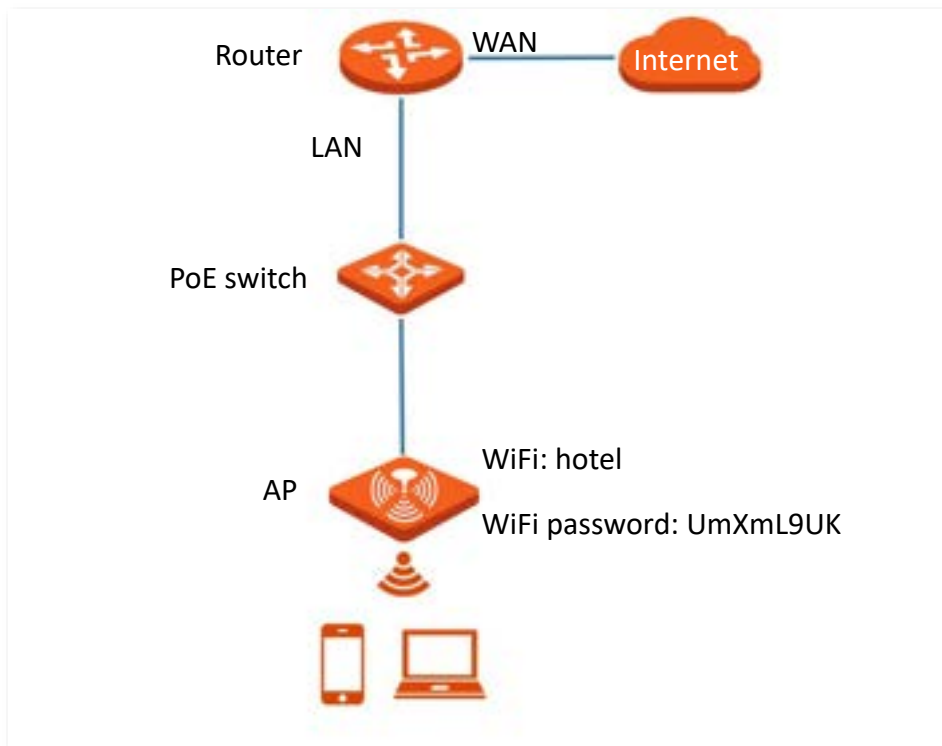 Router
WAN
Internet
LAN
PoE switch
WiFi: hotel
AP
WiFi password: UmXmL9UK